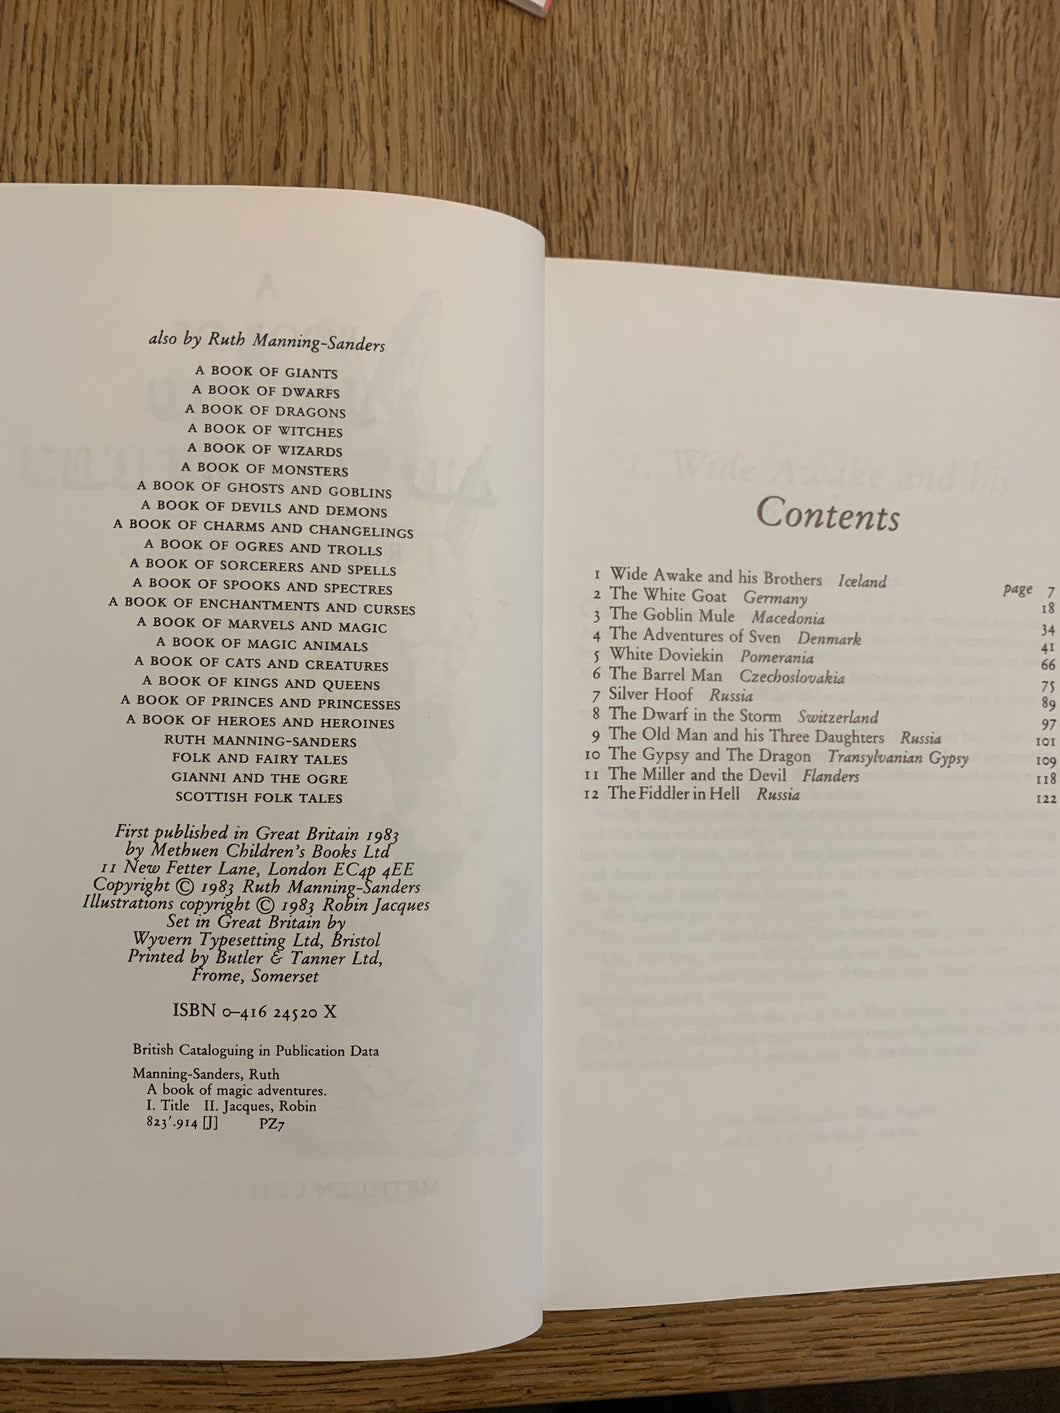 also by Ruth Manning-Sanders
A BOOK OF GIANTS
A BOOK OF DWARFS
A BOOK OF DRAGONS
A BOOK OF WITCHES
A BOOK OF WIZARDS
A BOOK OF MONSTERS
A BOOK OF GHOSTS AND GOBLINS
A BOOK OF DEVILS AND DEMONS
A BOOK OF CHARMS AND CHANGELINGS
A BOOK OF OGRES AND TROLLS
A BOOK OF SORCERERS AND SPELLS
A BOOK OF SPOOKS AND SPECTRES
A BOOK OF ENCHANTMENTS AND CURSES
A BOOK OF MARVELS AND MAGIC
A BOOK OF MAGIC ANIMALS
A BOOK OF CATS AND CREATURES
A BOOK OF KINGS AND QUEENS
A BOOK OF PRINCES AND PRINCESSES
A BOOK OF HEROES AND HEROINES
RUTH MANNING-SANDERS
FOLK AND FAIRY TALES
GIANNI AND THE OGRE
SCOTTISH FOLK TALES
First published in Great Britain 1983
by Methuen Children's Books Ltd
11 New Fetter Lane, London EC4P 4EE
Copyright © 1983 Ruth Manning-Sanders
Illustrations copyright © 1983 Robin Jacques
Set in Great Britain by
Wyvern Typesetting Ltd, Bristol
Printed by Butler & Tanner Ltd,
Frome, Somerset
ISBN 0-416 24520 X
British Cataloguing in Publication Data
Manning-Sanders, Ruth
A book of magic adventures.
I. Title II. Jacques, Robin
823'.914 [J] PZ7
Contents
1 Wide Awake and his Brothers Iceland page 7
2 The White Goat Germany 18
3 The Goblin Mule Macedonia 34
4 The Adventures of Sven Denmark 41
5 White Doviekin Pomerania 66
6 The Barrel Man Czechoslovakia 75
7 Silver Hoof Russia 89
8 The Dwarf in the Storm Switzerland 97
9 The Old Man and his Three Daughters Russia 101
10 The Gypsy and The Dragon Transylvanian Gypsy 109
11 The Miller and the Devil Flanders 118
12 The Fiddler in Hell Russia 122